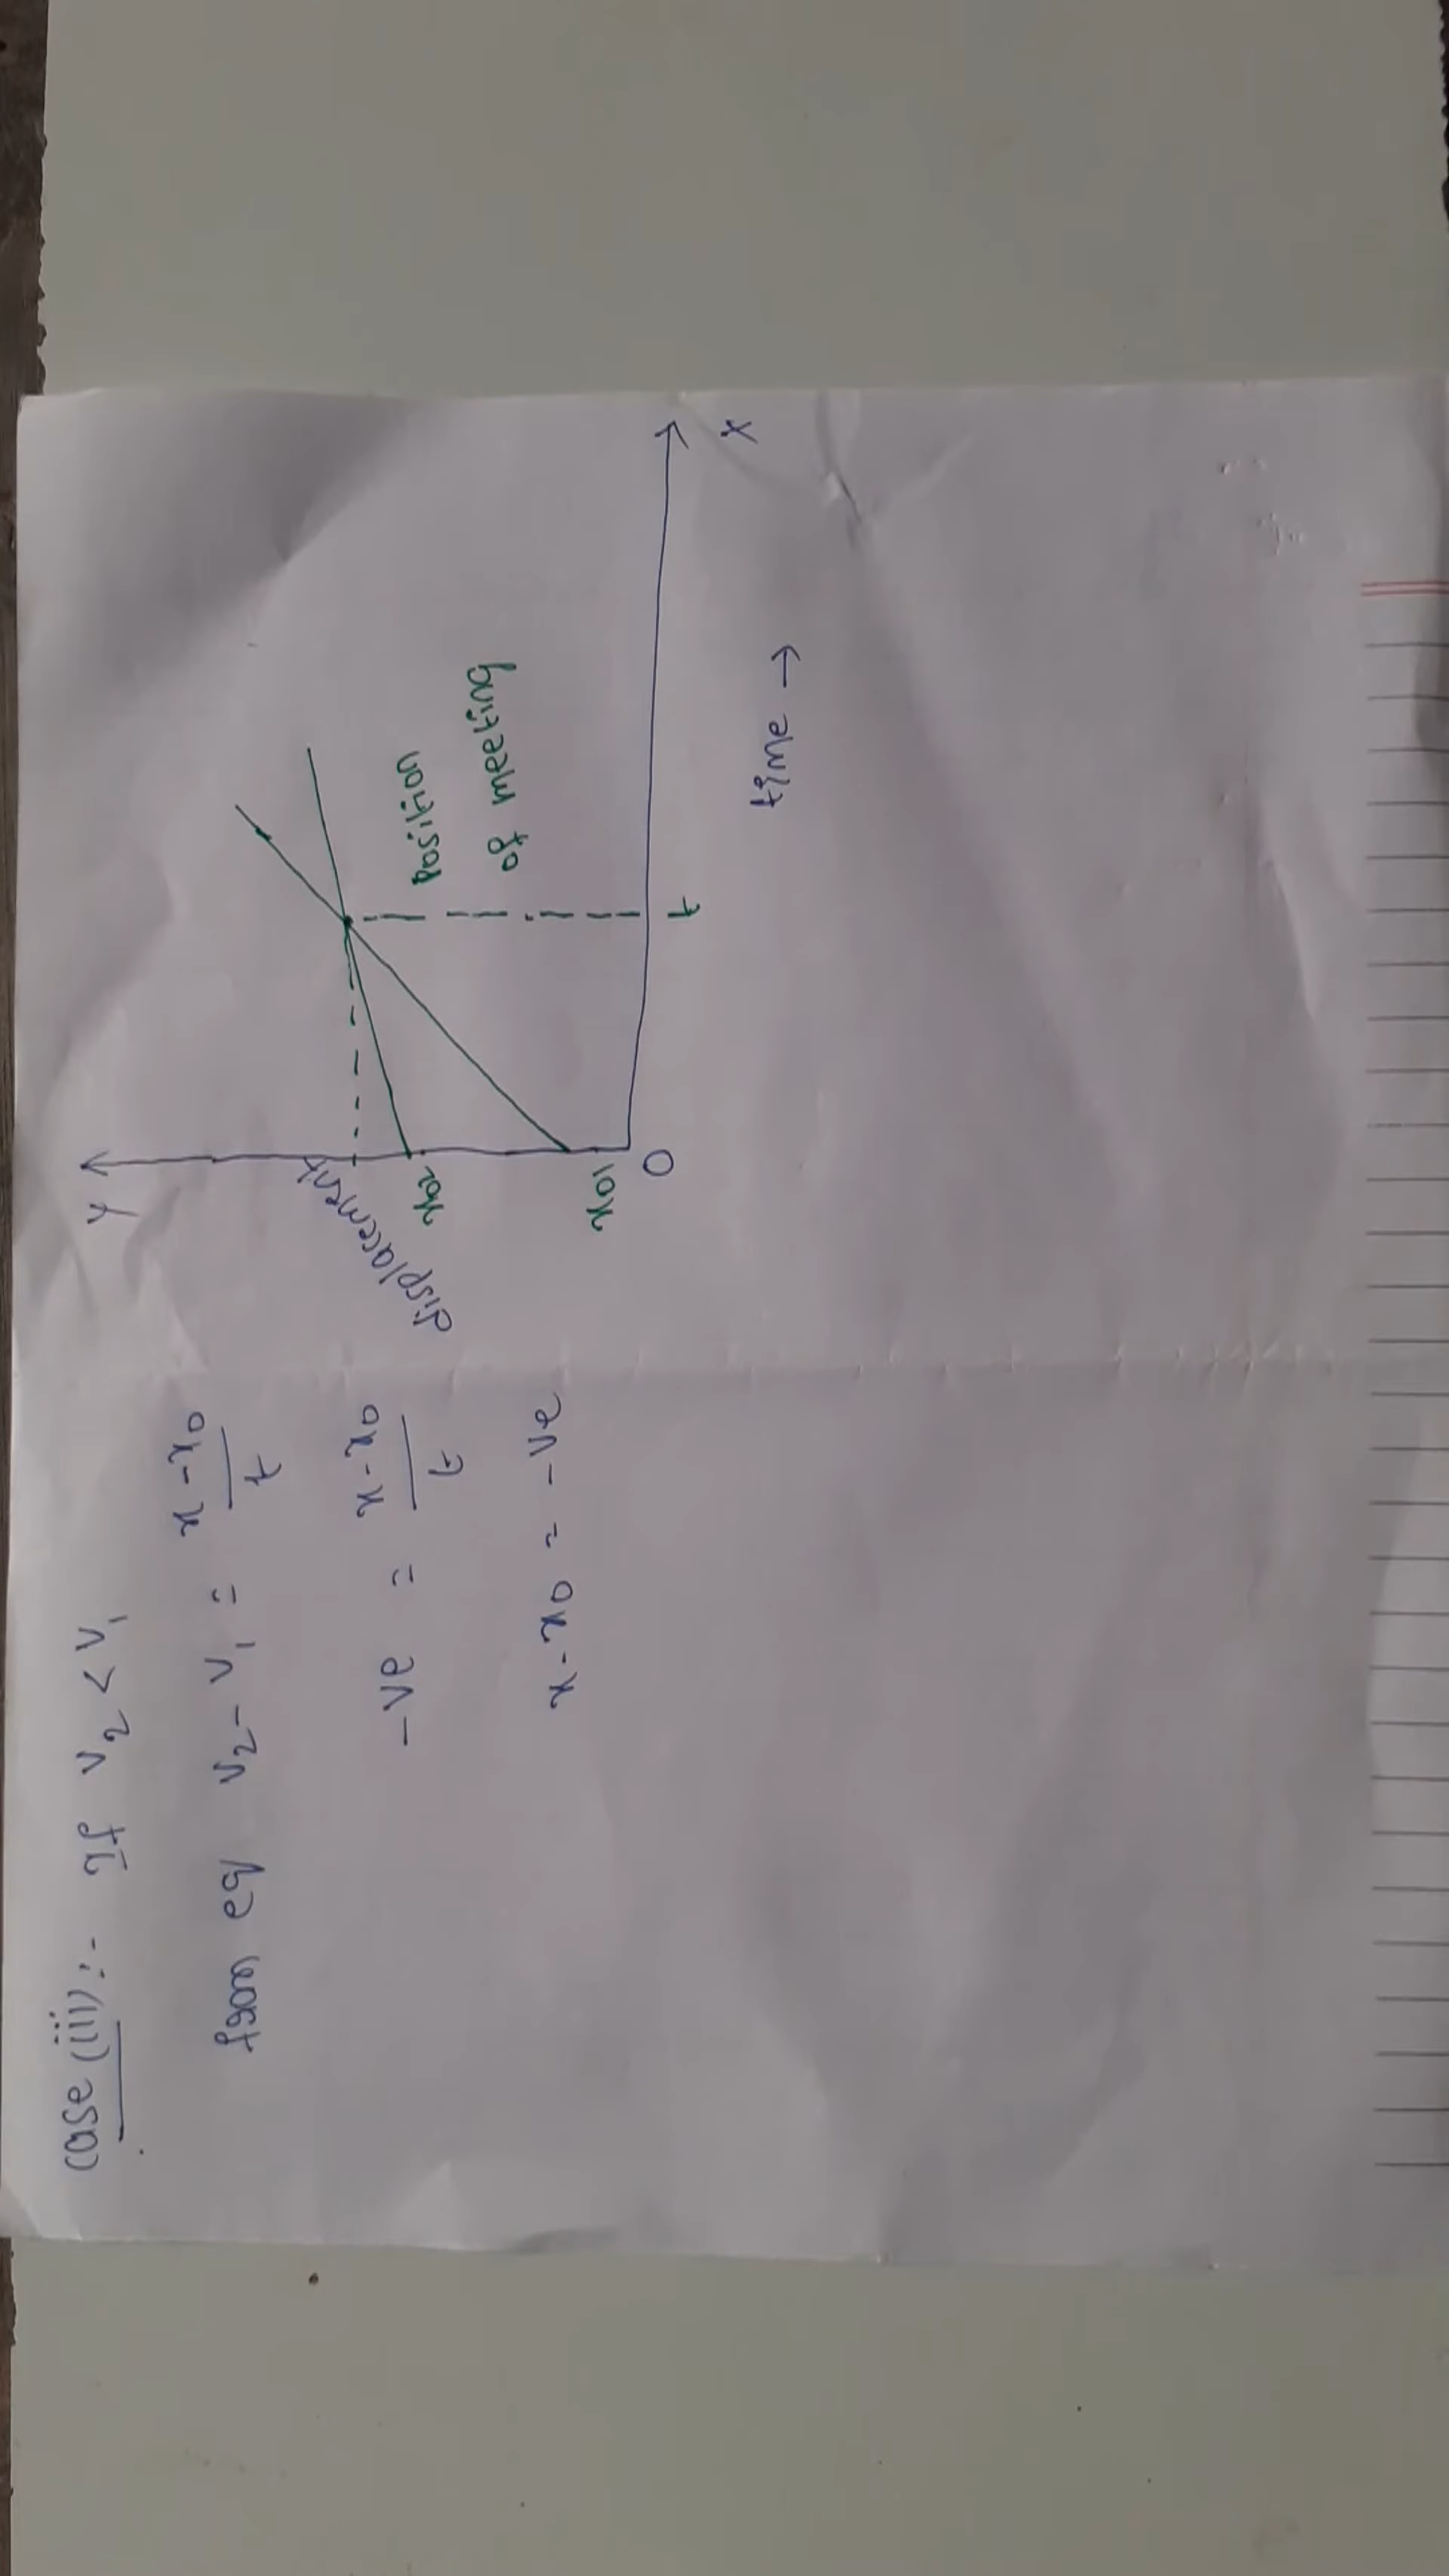 case (iii):- If v₂ < v₁
from eq v₂ - v₁ = x - x₀ / t
-ve = x - x₀ / t
x - x₀ = -ve
Y
displacement
x₀₂
x₀₁
O
position
of meeting
t
X
time →